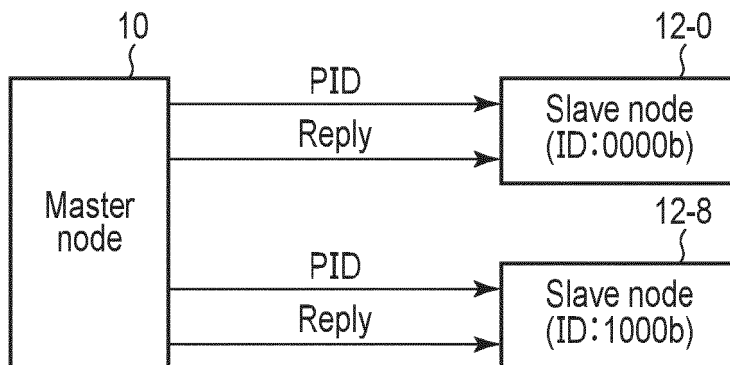 10
12-0
PID
Slave node
(ID:0000b)
Reply
Master
node
12-8
PID
Slave node
(ID:1000b)
Reply